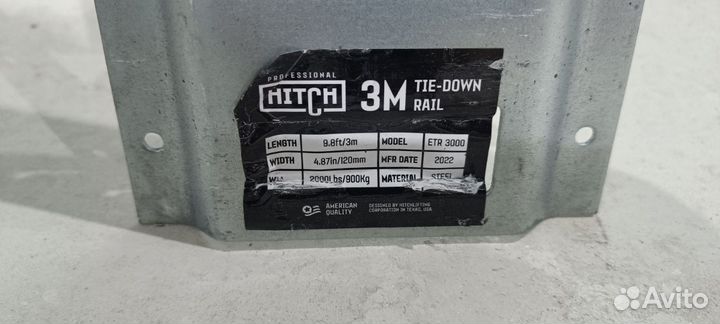 PROFESSIONAL
HITCH
3M TIE-DOWN
RAIL
LENGTH 9.8ft/3m MODEL ETR 3000
WIDTH 4.87in/120mm MFR DATE 2022
2000Lbs/900Kg MATERIAL STEEL
AMERICAN
QUALITY
DESIGNED BY HITCHLIFTING
CORPORATION IN TEXAS, USA
Avito